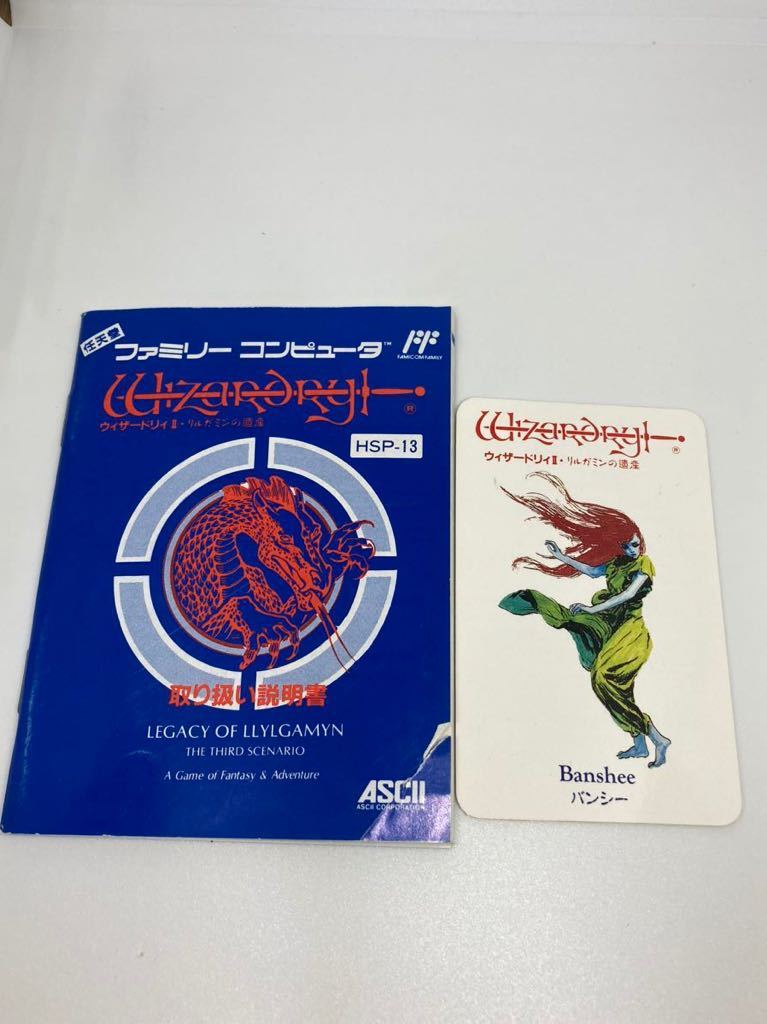 任天堂
ファミリー コンピュータ™
FAMICOM FAMILY
Wizardry
®
ウィザードリィⅡ・リルガミンの遺産
HSP-13
取り扱い説明書
LEGACY OF LLYLGAMYN
THE THIRD SCENARIO
A Game of Fantasy & Adventure
ASCII
ASCII CORPORATION
Wizardry
®
ウィザードリィⅡ・リルガミンの遺産
Banshee
バンシー